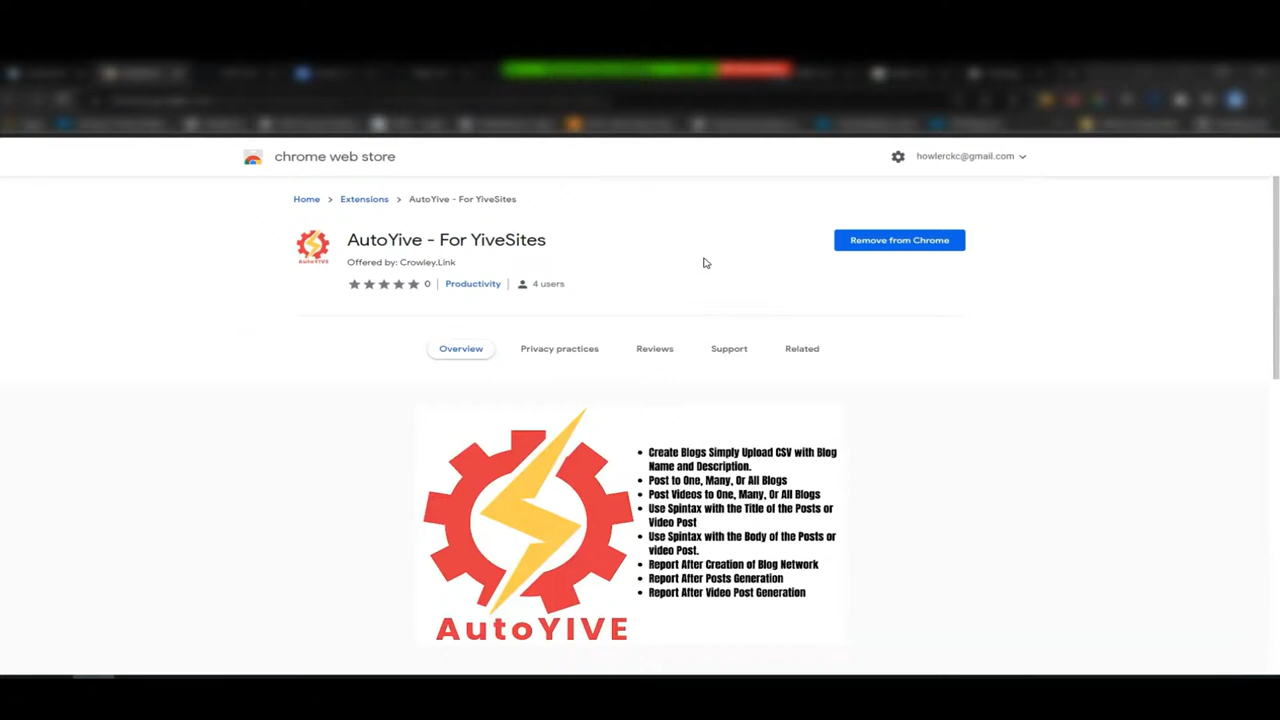 chrome web store
howlerckc@gmail.com
Home > Extensions > AutoYive - For YiveSites
AutoYive - For YiveSites
Remove from Chrome
Offered by: Crowley.Link
0 | Productivity | 4 users
Overview
Privacy practices
Reviews
Support
Related
• Create Blogs Simply Upload CSV with Blog
Name and Description.
• Post to One, Many, Or All Blogs
• Post Videos to One, Many, Or All Blogs
• Use Spintax with the Title of the Posts or
Video Post
• Use Spintax with the Body of the Posts or
video Post.
• Report After Creation of Blog Network
• Report After Posts Generation
• Report After Video Post Generation
AutoYIVE